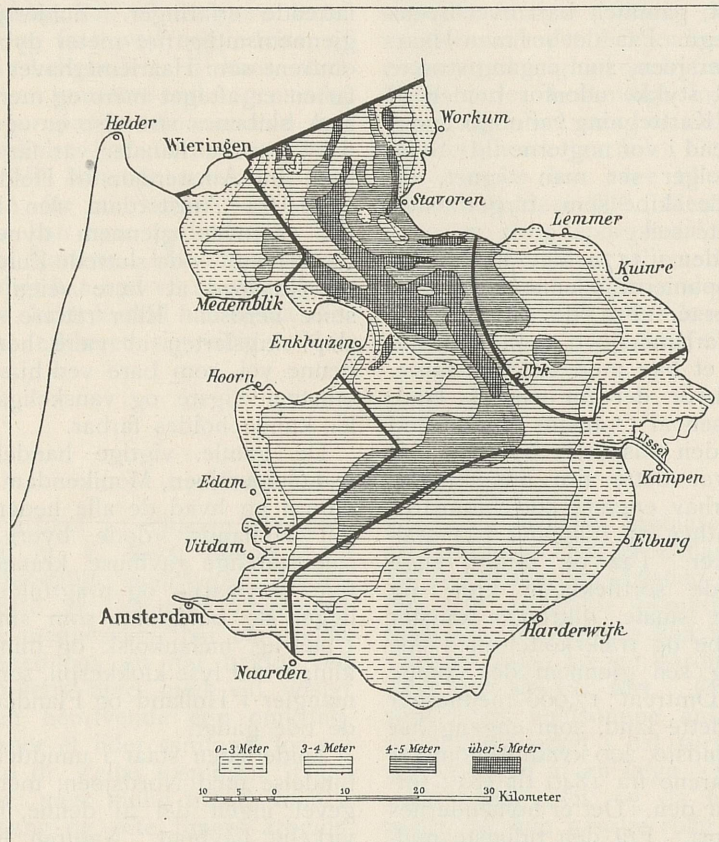 Helder
Workum
Wieringen
Stavoren
Lemmer
Kuinre
Medemblik
Enkhuizen
Urk
Hoorn
IJssel
Kampen
Edam
Elburg
Uitdam
Amsterdam
Harderwijk
Naarden
0-3 Meter 3-4 Meter 4-5 Meter über 5 Meter
10 5 0 10 20 30 Kilometer